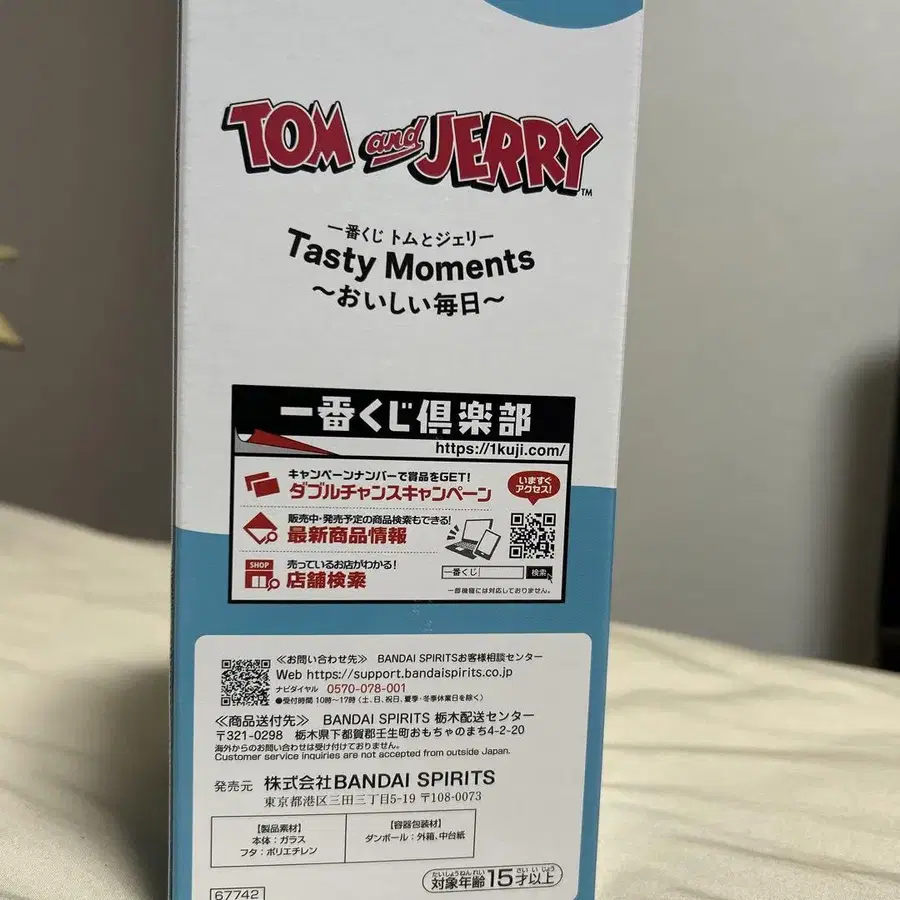 TOM and JERRY™
一番くじ トムとジェリー
Tasty Moments
〜おいしい毎日〜
一番くじ倶楽部
https://1kuji.com/
キャンペーンナンバーで賞品をGET!
ダブルチャンスキャンペーン
いますぐ
アクセス!
販売中・発売予定の商品検索もできる!
最新商品情報
SHOP
売っているお店がわかる!
店舗検索
一番くじ
検索
一部機種には対応しておりません。
≪お問い合わせ先≫ BANDAI SPIRITSお客様相談センター
Web https://support.bandaispirits.co.jp
ナビダイヤル 0570-078-001
●受付時間 10時〜17時 (土、日、祝日、夏季・冬季休業日を除く)
≪商品送付先≫ BANDAI SPIRITS 栃木配送センター
〒321-0298 栃木県下都賀郡壬生町おもちゃのまち4-2-20
海外からのお問い合わせは受け付けておりません。
Customer service inquiries are not accepted from outside Japan.
発売元 株式会社BANDAI SPIRITS
東京都港区三田三丁目5-19 〒108-0073
【製品素材】
本体：ガラス
フタ：ポリエチレン
【容器包装材】
ダンボール：外箱、中台紙
たいしょうねんれい さい いじょう
対象年齢 15才以上
67742